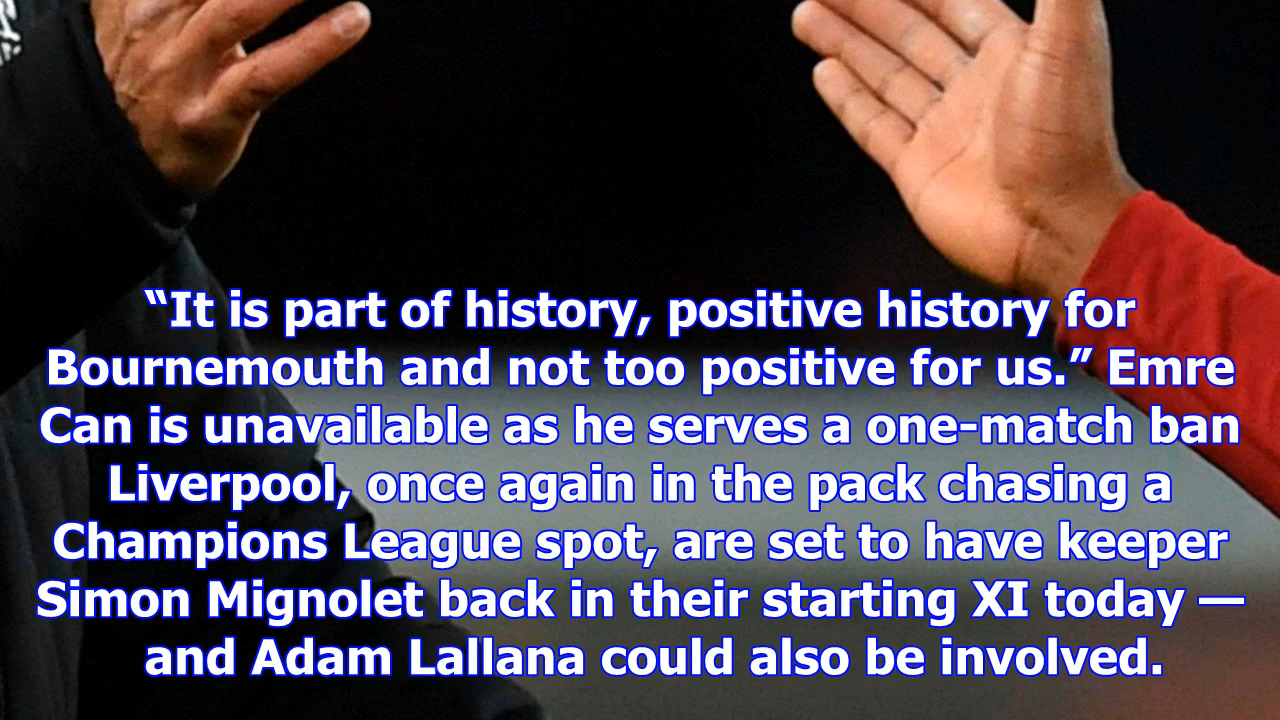 “It is part of history, positive history for
Bournemouth and not too positive for us.” Emre
Can is unavailable as he serves a one-match ban
Liverpool, once again in the pack chasing a
Champions League spot, are set to have keeper
Simon Mignolet back in their starting XI today —
and Adam Lallana could also be involved.